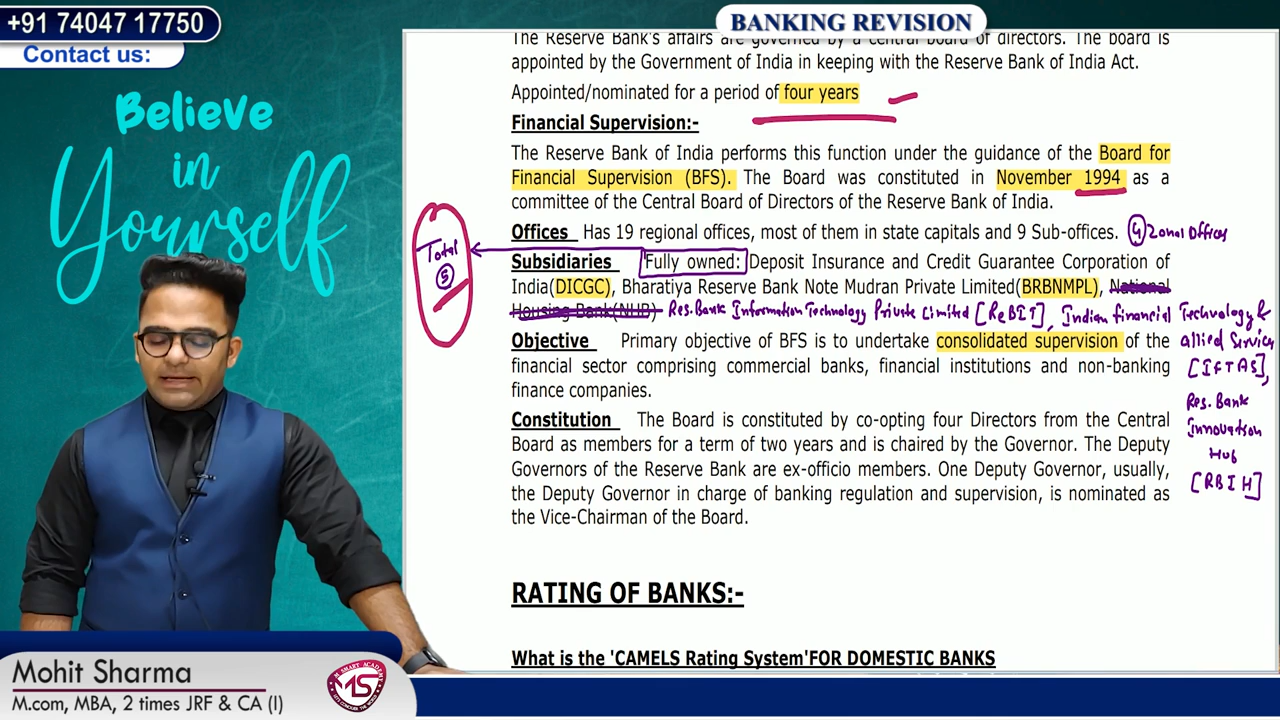 +91 74047 17750
Contact us:
BANKING REVISION
Believe
in
Yourself
The Reserve Bank's affairs are governed by a central board of directors. The board is
appointed by the Government of India in keeping with the Reserve Bank of India Act.
Appointed/nominated for a period of four years
Financial Supervision:-
The Reserve Bank of India performs this function under the guidance of the Board for
Financial Supervision (BFS). The Board was constituted in November 1994 as a
committee of the Central Board of Directors of the Reserve Bank of India.
Offices Has 19 regional offices, most of them in state capitals and 9 Sub-offices. 4 Zonal Offices
Total
5
Subsidiaries Fully owned: Deposit Insurance and Credit Guarantee Corporation of
India(DICGC), Bharatiya Reserve Bank Note Mudran Private Limited(BRBNMPL), National
Housing Bank(NHB) Res. Bank Information Technology Private Limited [ReBIT], Indian financial Technology &
allied Services
[IFTAS],
Res. Bank
Innovation
Hub
[RBIH]
Objective Primary objective of BFS is to undertake consolidated supervision of the
financial sector comprising commercial banks, financial institutions and non-banking
finance companies.
Constitution The Board is constituted by co-opting four Directors from the Central
Board as members for a term of two years and is chaired by the Governor. The Deputy
Governors of the Reserve Bank are ex-officio members. One Deputy Governor, usually,
the Deputy Governor in charge of banking regulation and supervision, is nominated as
the Vice-Chairman of the Board.
RATING OF BANKS:-
What is the 'CAMELS Rating System'FOR DOMESTIC BANKS
Mohit Sharma
M.com, MBA, 2 times JRF & CA (I)